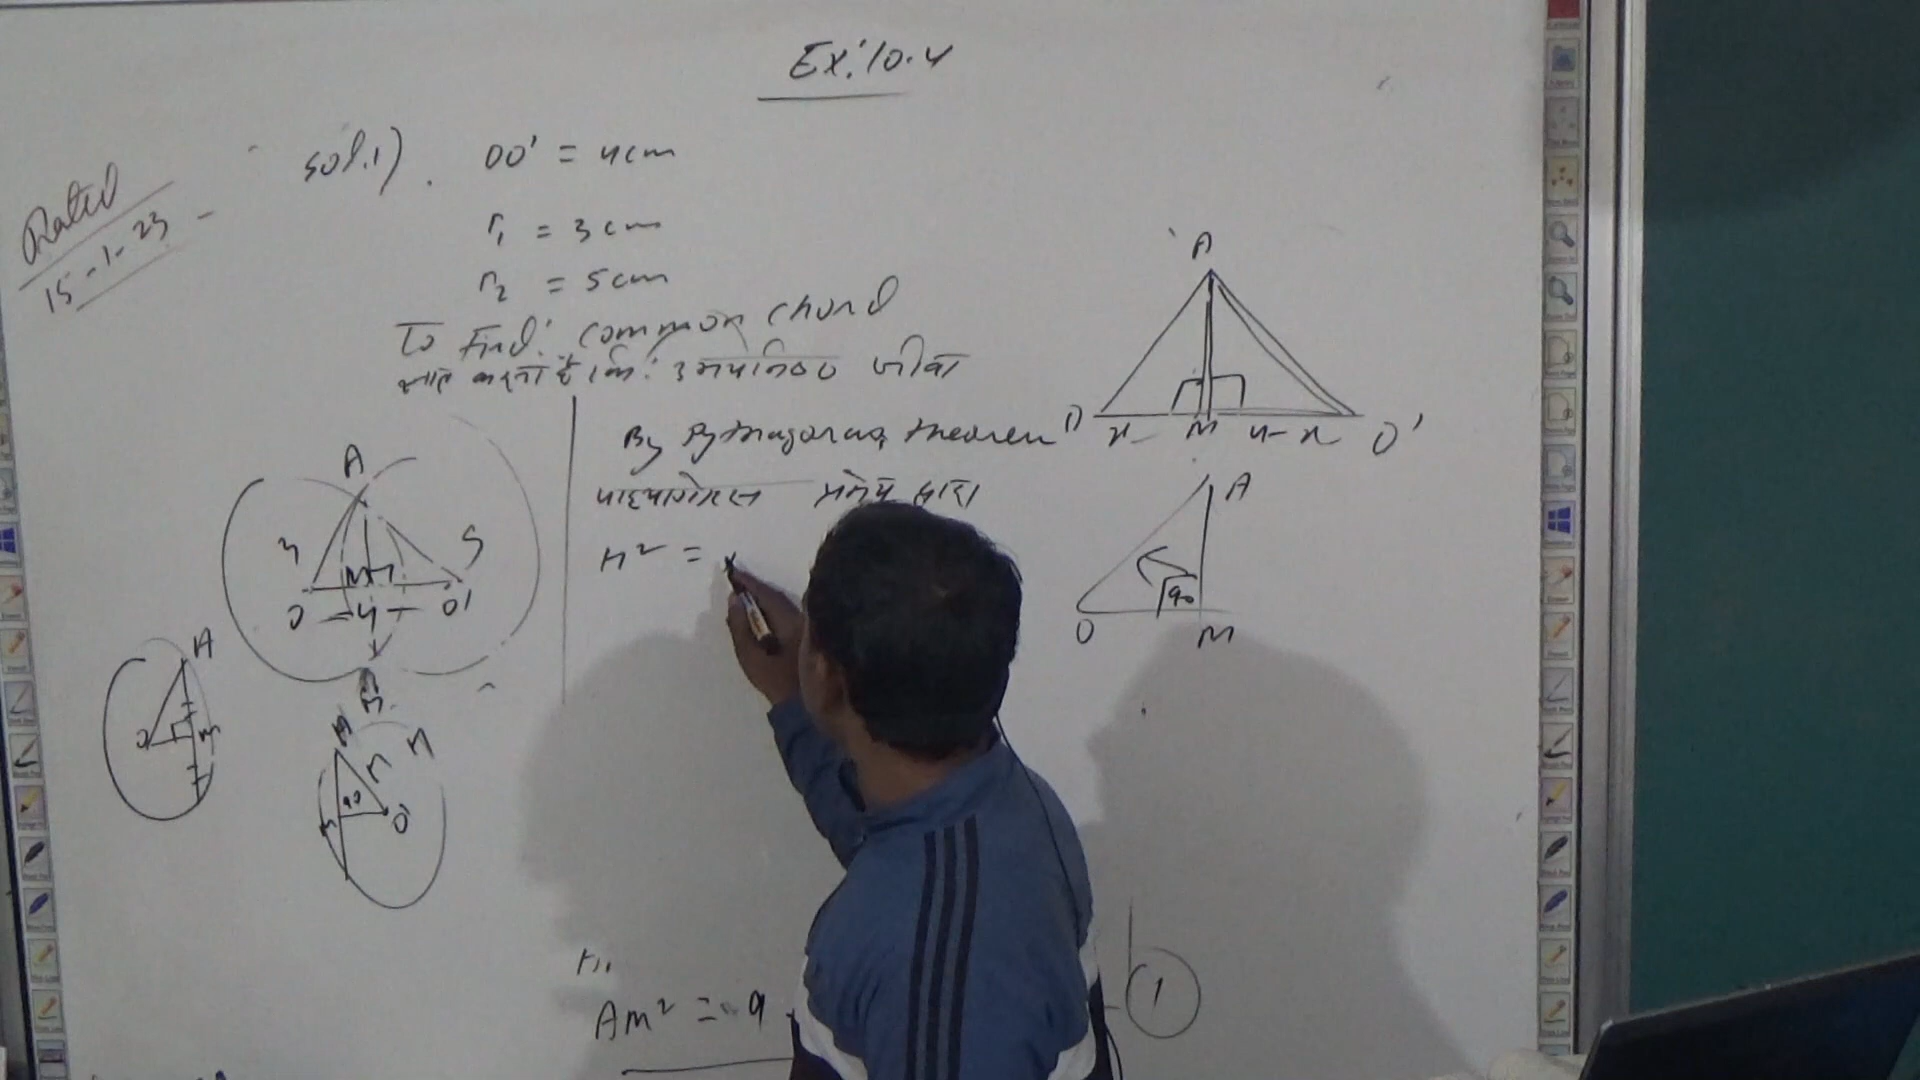 Ex:10.4
Dated
15-1-23
sol.1). OO' = 4cm
r₁ = 3cm
r₂ = 5cm
To Find: common chord
ज्ञात करना है कि: उभयनिष्ठ जीवा
By Pythagoras theorem
पाइथागोरस प्रमेय द्वारा
H² =
AM² = 9
1
A
O x M 4-x O'
A
90
O M
A
5
M
O 4 O'
B
A
O M
90
M O